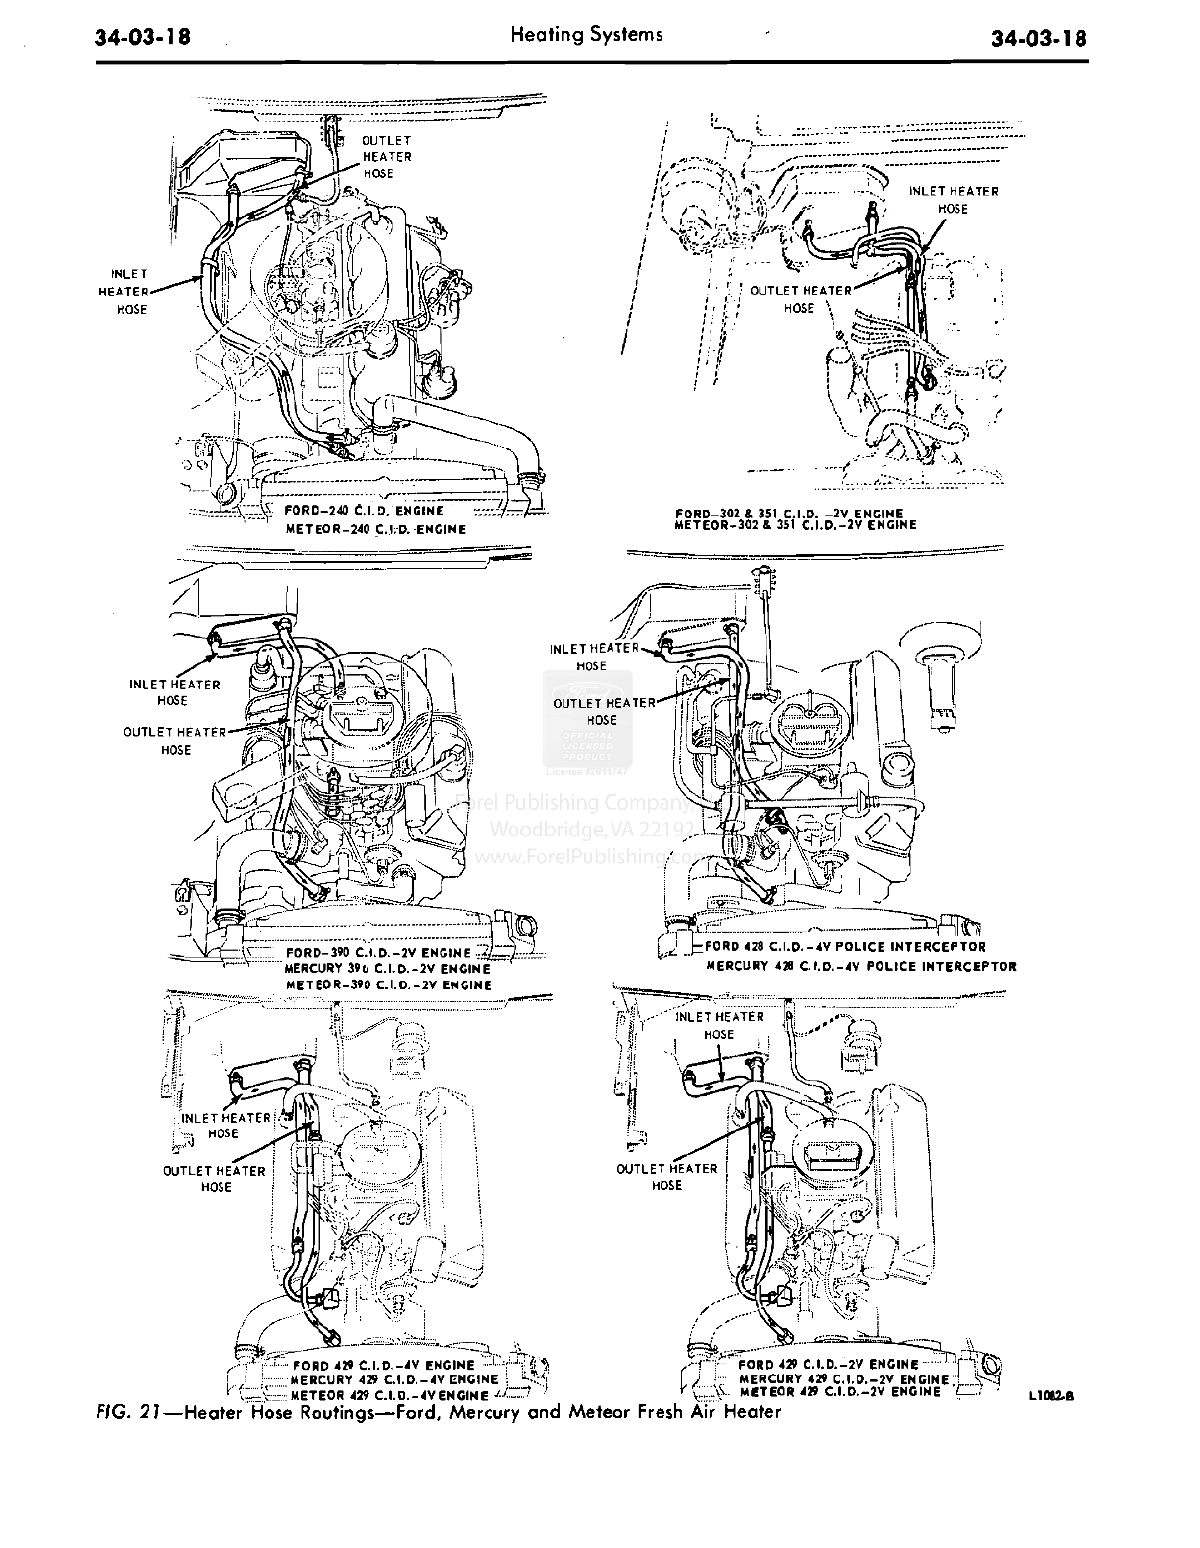 34-03-18
Heating Systems
34-03-18
OUTLET
HEATER
HOSE
INLET
HEATER
HOSE
FORD-240 C.I.D. ENGINE
METEOR-240 C.I.D. ENGINE
INLET HEATER
HOSE
OUTLET HEATER
HOSE
FORD-302 & 351 C.I.D. -2V ENGINE
METEOR-302 & 351 C.I.D.-2V ENGINE
INLET HEATER
HOSE
OUTLET HEATER
HOSE
FORD-390 C.I.D.-2V ENGINE
MERCURY 390 C.I.D.-2V ENGINE
METEOR-390 C.I.D.-2V ENGINE
INLET HEATER
HOSE
OUTLET HEATER
HOSE
FORD 428 C.I.D.-4V POLICE INTERCEPTOR
MERCURY 428 C.I.D.-4V POLICE INTERCEPTOR
Ford
OFFICIAL
LICENSED
PRODUCT
License #2011747
Forel Publishing Company
Woodbridge, VA 22192
www.ForelPublishing.com
INLET HEATER
HOSE
OUTLET HEATER
HOSE
FORD 429 C.I.D.-4V ENGINE
MERCURY 429 C.I.D.-4V ENGINE
METEOR 429 C.I.D.-4V ENGINE
INLET HEATER
HOSE
OUTLET HEATER
HOSE
FORD 429 C.I.D.-2V ENGINE
MERCURY 429 C.I.D.-2V ENGINE
METEOR 429 C.I.D.-2V ENGINE
L1082-B
FIG. 21—Heater Hose Routings—Ford, Mercury and Meteor Fresh Air Heater